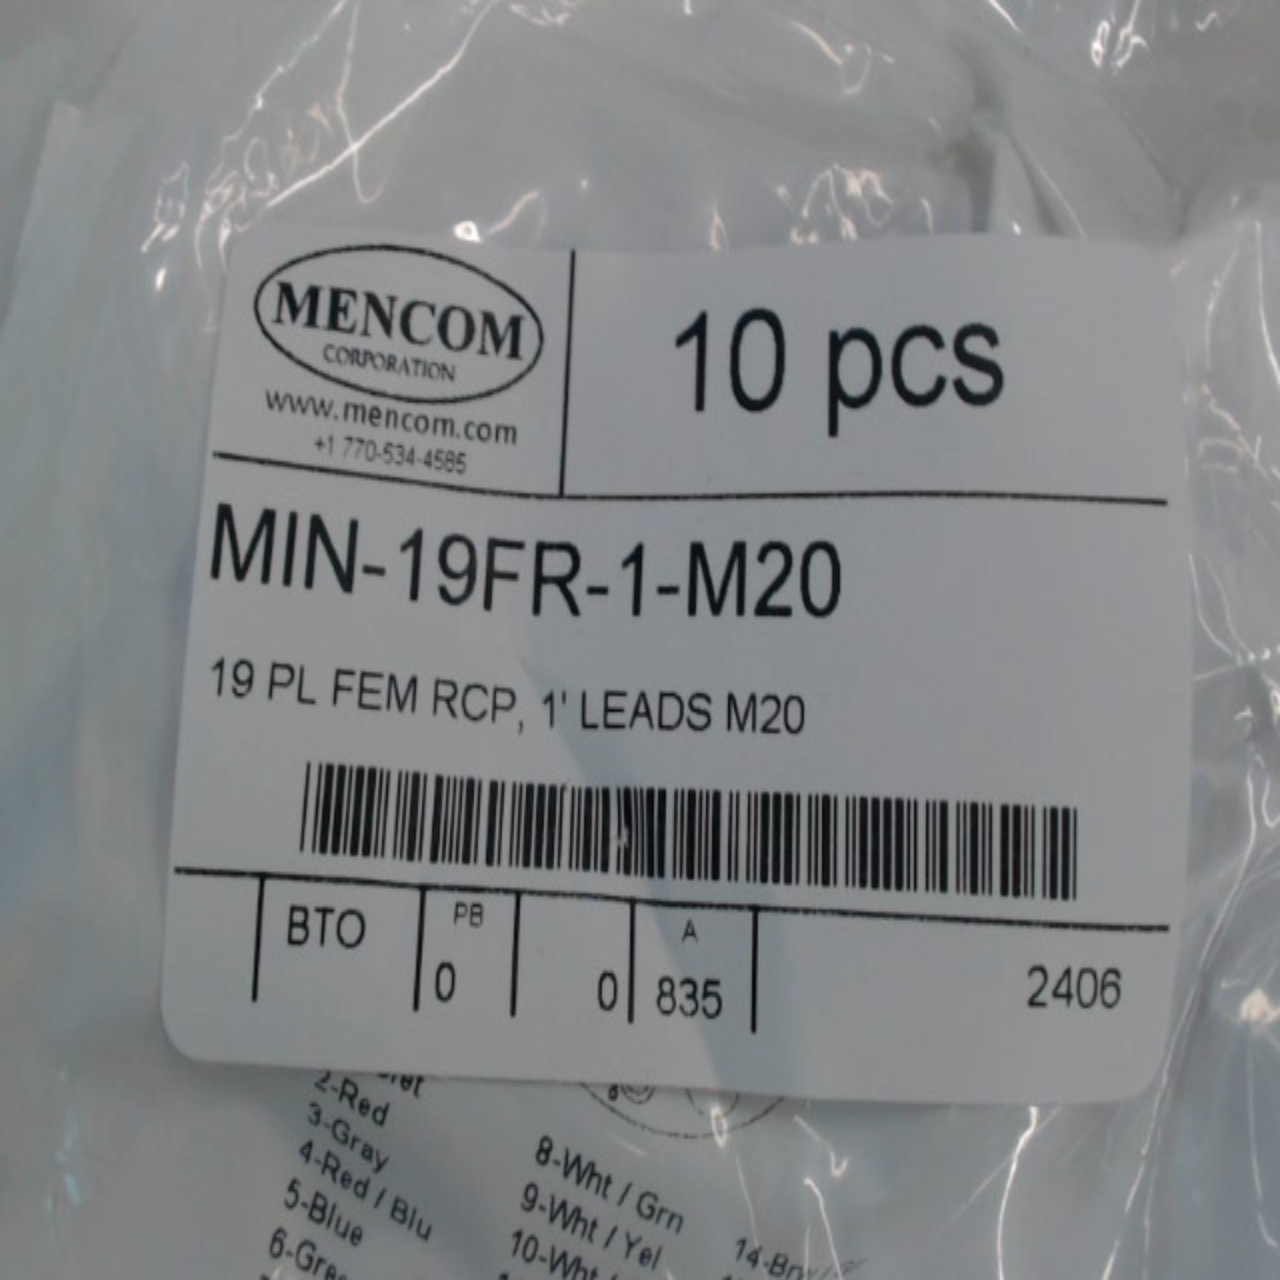 MENCOM
CORPORATION
www.mencom.com
+1 770-534-4585
10 pcs
MIN-19FR-1-M20
19 PL FEM RCP, 1' LEADS M20
BTO
PB
0
0
A
835
2406
2-Red
3-Gray
4-Red / Blu
5-Blue
8-Wht / Grn
9-Wht / Yel